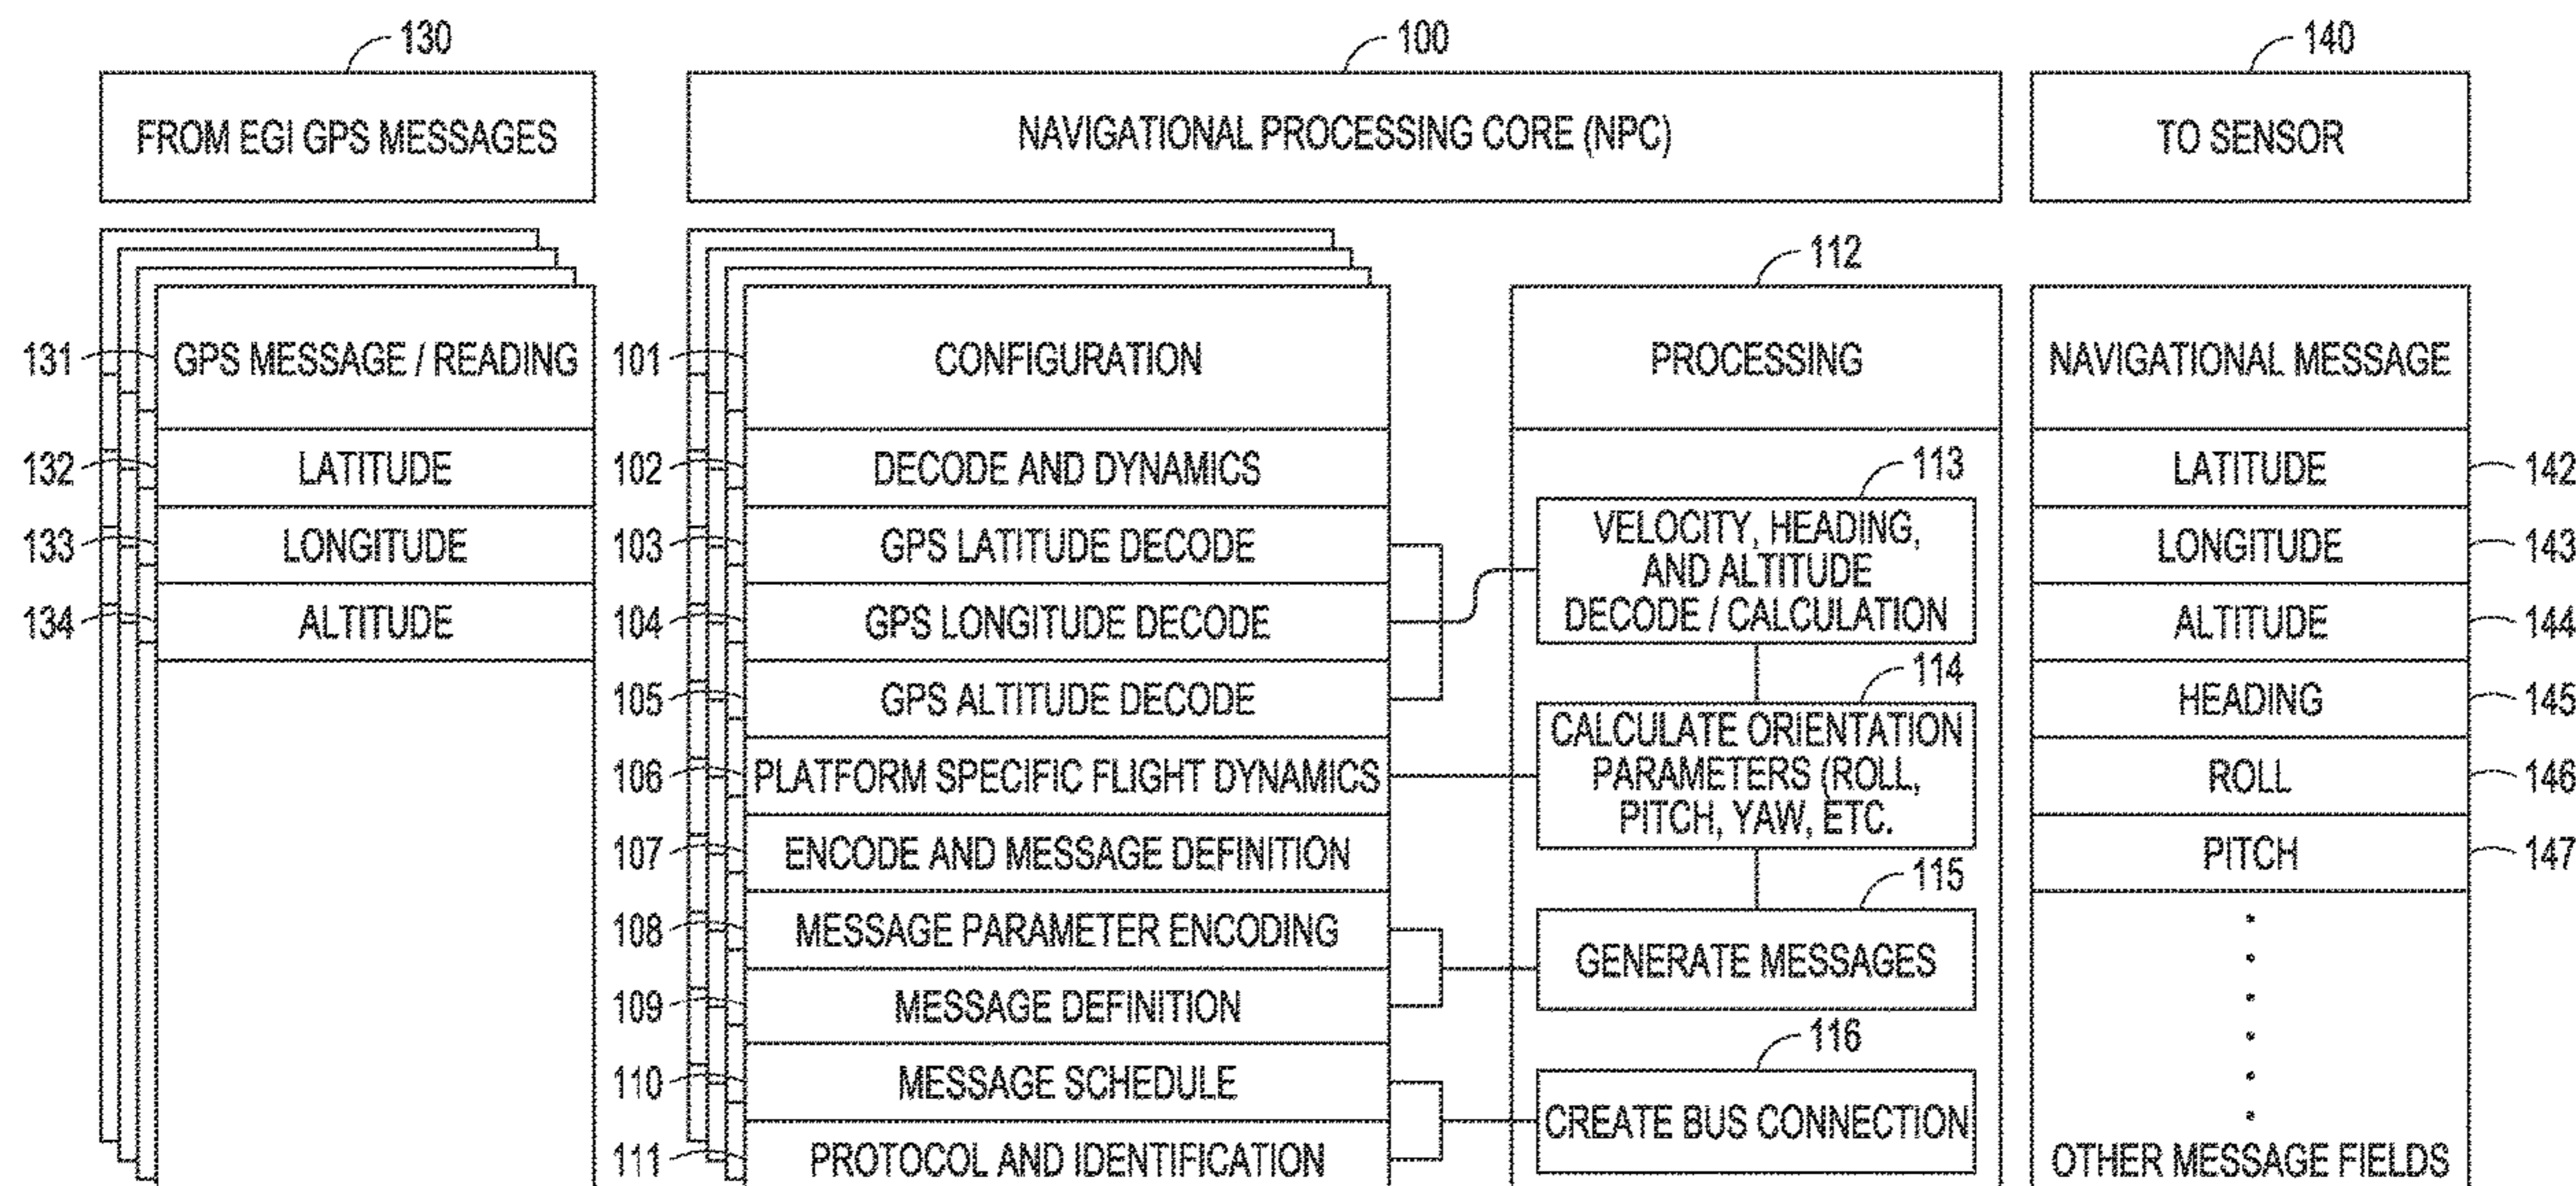 130
100
140
FROM EGI GPS MESSAGES
NAVIGATIONAL PROCESSING CORE (NPC)
TO SENSOR
131
GPS MESSAGE / READING
132
LATITUDE
133
LONGITUDE
134
ALTITUDE
101
CONFIGURATION
102
DECODE AND DYNAMICS
103
GPS LATITUDE DECODE
104
GPS LONGITUDE DECODE
105
GPS ALTITUDE DECODE
106
PLATFORM SPECIFIC FLIGHT DYNAMICS
107
ENCODE AND MESSAGE DEFINITION
108
MESSAGE PARAMETER ENCODING
109
MESSAGE DEFINITION
110
MESSAGE SCHEDULE
111
PROTOCOL AND IDENTIFICATION
112
PROCESSING
113
VELOCITY, HEADING,
AND ALTITUDE
DECODE / CALCULATION
114
CALCULATE ORIENTATION
PARAMETERS (ROLL,
PITCH, YAW, ETC.
115
GENERATE MESSAGES
116
CREATE BUS CONNECTION
NAVIGATIONAL MESSAGE
LATITUDE
142
LONGITUDE
143
ALTITUDE
144
HEADING
145
ROLL
146
PITCH
147
OTHER MESSAGE FIELDS